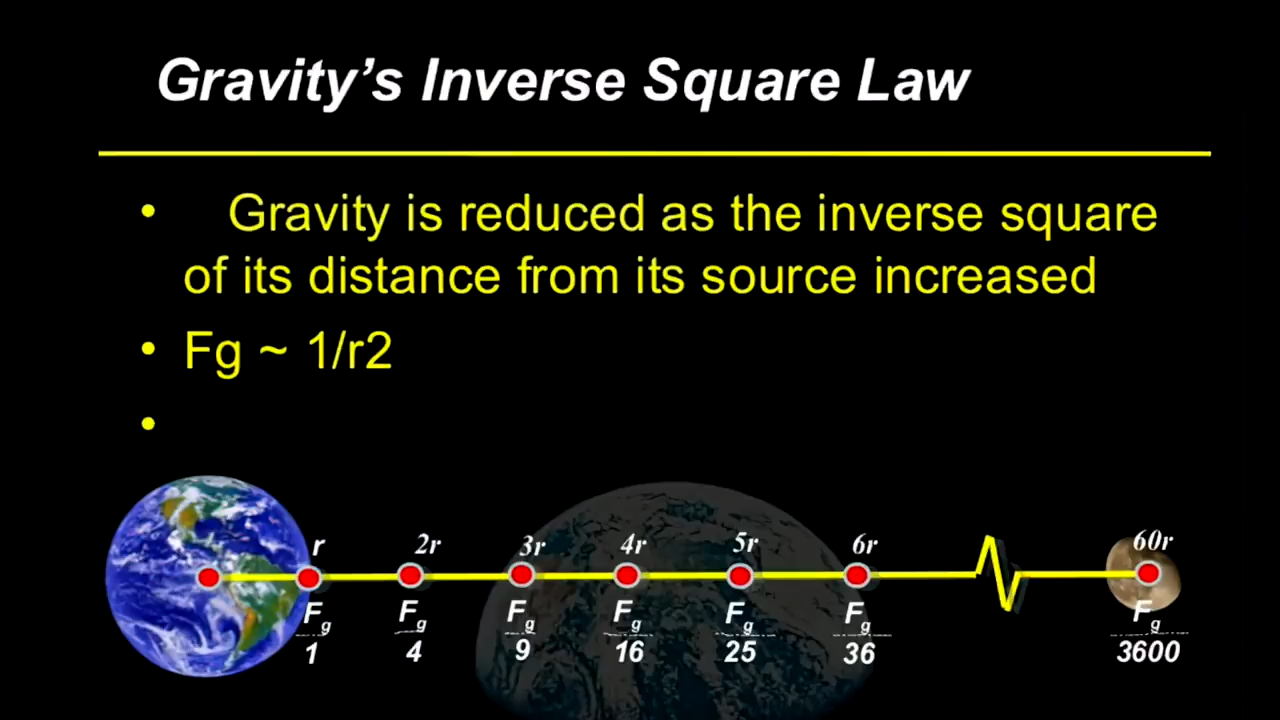 Gravity’s Inverse Square Law
• Gravity is reduced as the inverse square
of its distance from its source increased
• Fg ~ 1/r2
•
r 2r 3r 4r 5r 6r 60r
Fg Fg Fg Fg Fg Fg Fg
1 4 9 16 25 36 3600